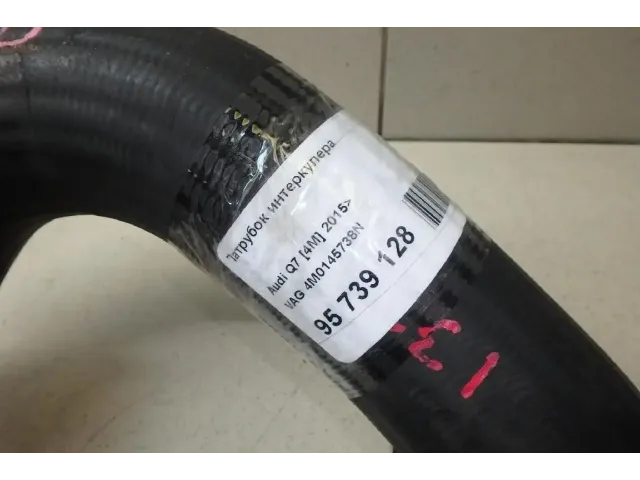 Патрубок интеркулера
Audi Q7 [4M] 2015>
VAG 4M0145738N
95 739 128